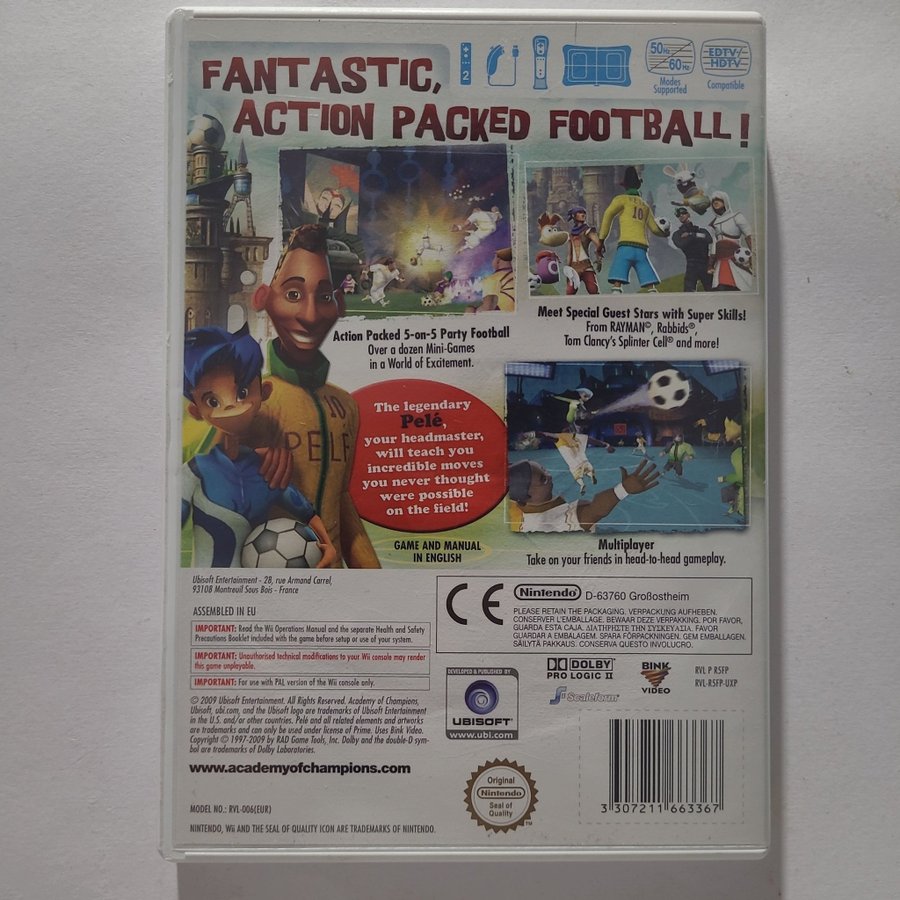 FANTASTIC,
ACTION PACKED FOOTBALL!
2
50Hz
60Hz
Modes
Supported
EDTV/
HDTV
Compatible
Action Packed 5-on-5 Party Football
Over a dozen Mini-Games
in a World of Excitement.
10
Meet Special Guest Stars with Super Skills!
From RAYMAN®, Rabbids®,
Tom Clancy's Splinter Cell® and more!
10
PELE
The legendary
Pelé,
your headmaster,
will teach you
incredible moves
you never thought
were possible
on the field!
GAME AND MANUAL
IN ENGLISH
Multiplayer
Take on your friends in head-to-head gameplay.
Ubisoft Entertainment - 28, rue Armand Carrel,
93108 Montreuil Sous Bois - France
ASSEMBLED IN EU
IMPORTANT: Read the Wii Operations Manual and the separate Health and Safety
Precautions Booklet included with the game before setup or use of your system.
IMPORTANT: Unauthorised technical modifications to your Wii console may render
this game unplayable.
IMPORTANT: For use with PAL version of the Wii console only.
© 2009 Ubisoft Entertainment. All Rights Reserved. Academy of Champions,
Ubisoft, ubi.com, and the Ubisoft logo are trademarks of Ubisoft Entertainment
in the U.S. and/or other countries. Pelé and all related elements and artworks
are trademarks and can only be used under license of Prime. Uses Bink Video.
Copyright © 1997-2009 by RAD Game Tools, Inc. Dolby and the double-D sym-
bol are trademarks of Dolby Laboratories.
www.academyofchampions.com
MODEL NO.: RVL-006(EUR)
NINTENDO, Wii AND THE SEAL OF QUALITY ICON ARE TRADEMARKS OF NINTENDO.
CE
Nintendo D-63760 Großostheim
PLEASE RETAIN THE PACKAGING. VERPACKUNG AUFHEBEN.
CONSERVER L'EMBALLAGE. BEWAAR DEZE VERPAKKING. POR FAVOR,
GUARDA ESTA CAJA. ΔΙΑΤΗΡΗΣΤΕ ΤΗΝ ΣΥΣΚΕΥΑΣΙΑ. FAVOR
GUARDAR A EMBALAGEM. SPARA FÖRPACKNINGEN. GEM EMBALLAGEN.
SÄILYTÄ PAKKAUS. CONSERVA QUESTO INVOLUCRO.
DEVELOPED & PUBLISHED BY
UBISOFT®
www.ubi.com
DOLBY
PRO LOGIC II
Scaleform
BINK
VIDEO
RVL P RSFP
RVL-RSFP-UXP
Original
Nintendo
Seal of
Quality
TM
3 307211 663367